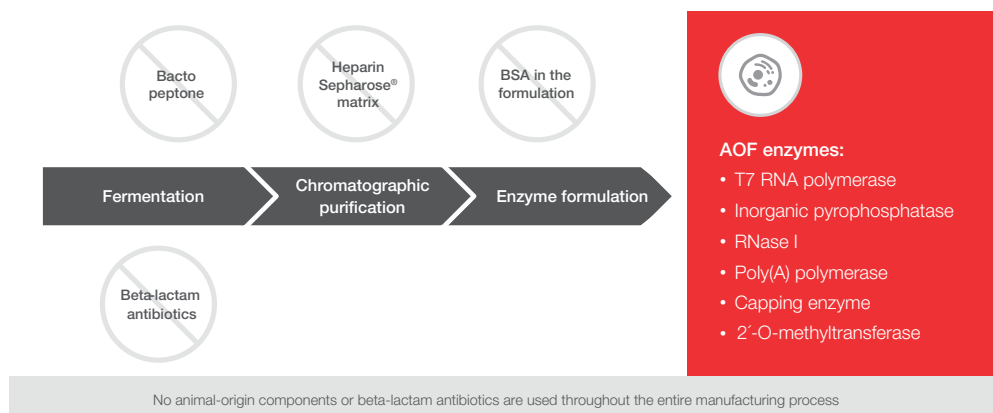 Bacto
peptone
Heparin
Sepharose®
matrix
BSA in the
formulation
Fermentation
Chromatographic
purification
Enzyme formulation
Beta-lactam
antibiotics
AOF enzymes:
• T7 RNA polymerase
• Inorganic pyrophosphatase
• RNase I
• Poly(A) polymerase
• Capping enzyme
• 2´-O-methyltransferase
No animal-origin components or beta-lactam antibiotics are used throughout the entire manufacturing process